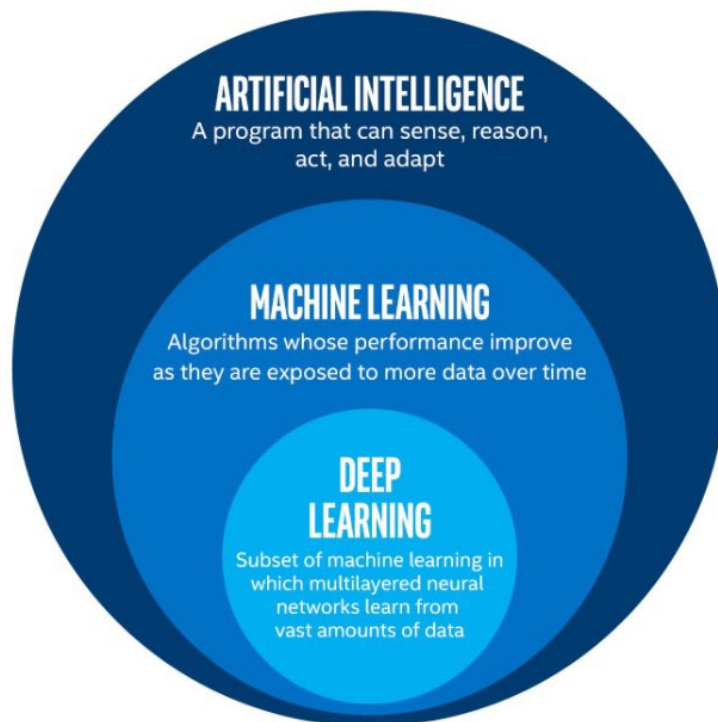 ARTIFICIAL INTELLIGENCE
A program that can sense, reason,
act, and adapt
MACHINE LEARNING
Algorithms whose performance improve
as they are exposed to more data over time
DEEP
LEARNING
Subset of machine learning in
which multilayered neural
networks learn from
vast amounts of data